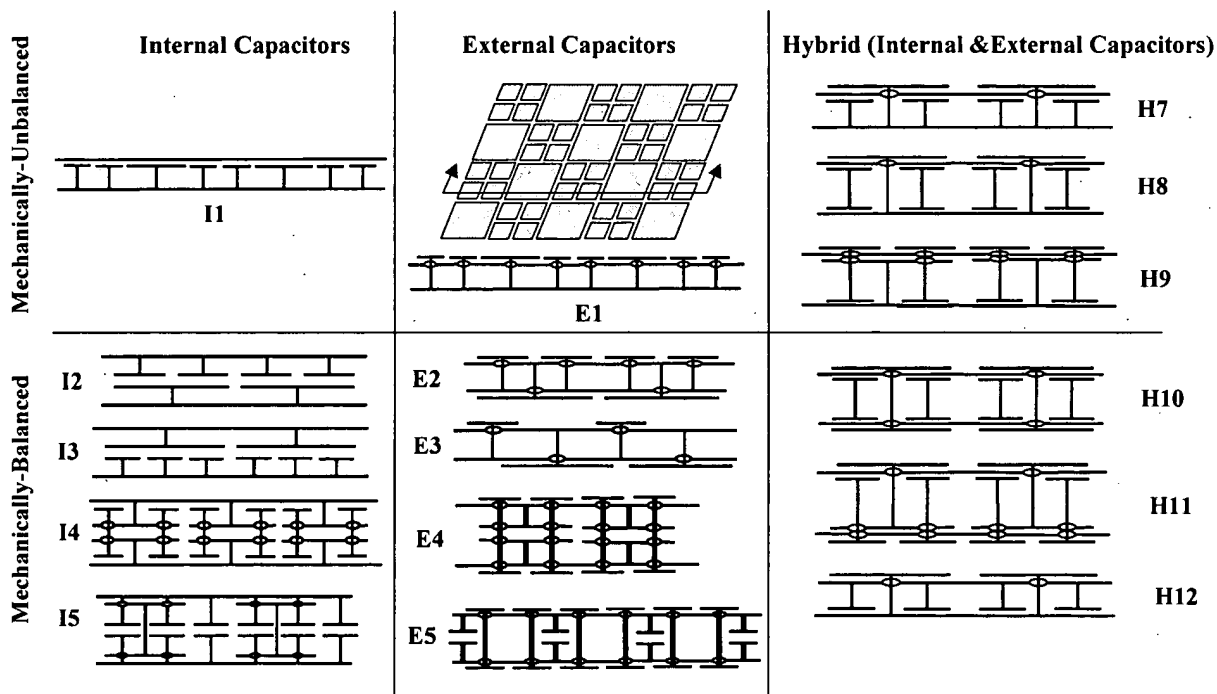 Internal Capacitors
External Capacitors
Hybrid (Internal &External Capacitors)
Mechanically-Unbalanced
I1
E1
H7
H8
H9
Mechanically-Balanced
I2
I3
I4
I5
E2
E3
E4
E5
H10
H11
H12